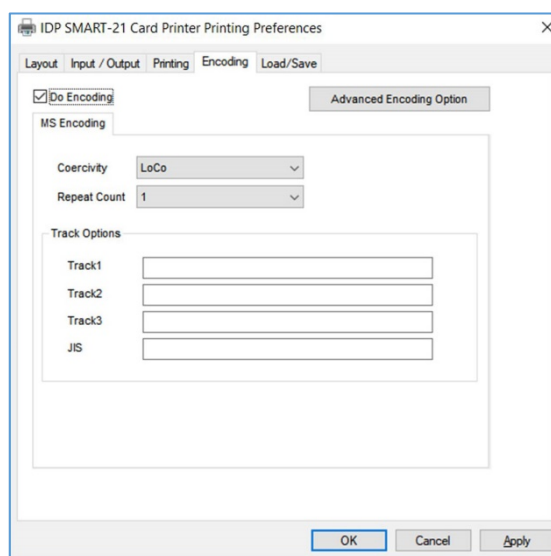 IDP SMART-21 Card Printer Printing Preferences
Layout Input / Output Printing Encoding Load/Save
Do Encoding Advanced Encoding Option
MS Encoding
Coercivity LoCo
Repeat Count 1
Track Options
Track1
Track2
Track3
JIS
OK Cancel Apply